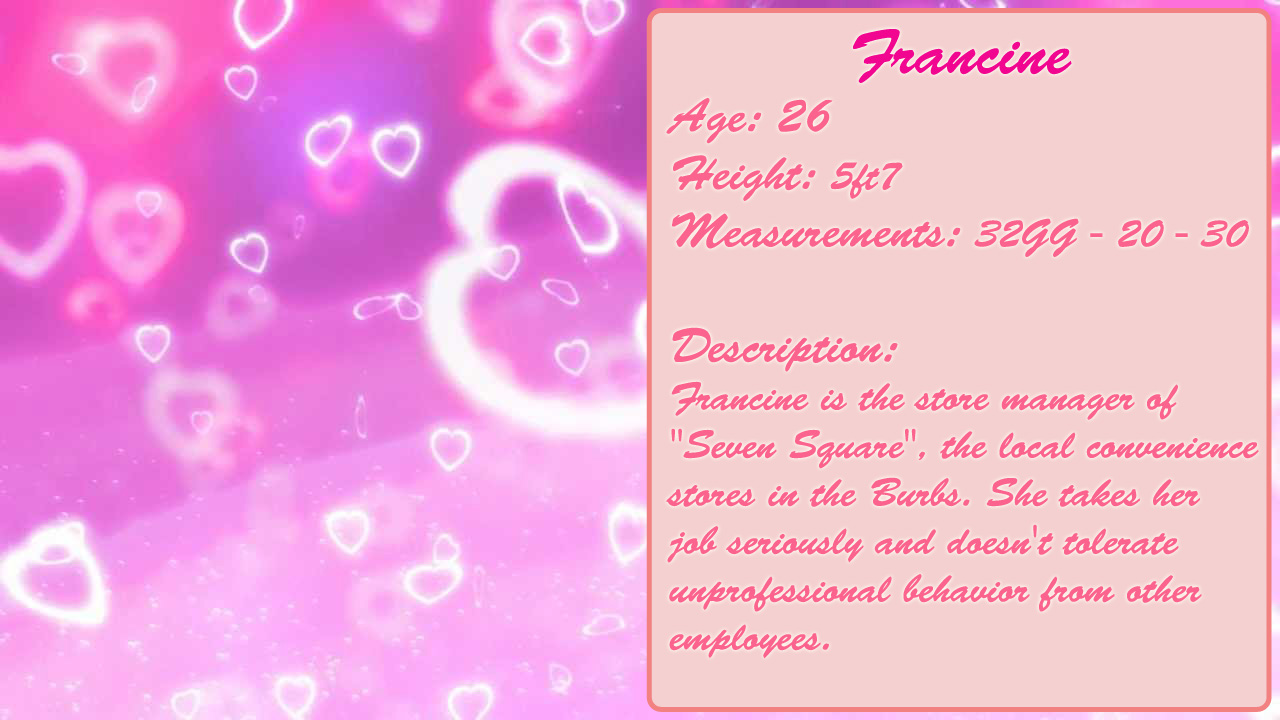 Francine
Age: 26
Height: 5ft7
Measurements: 32GG - 20 - 30
Description:
Francine is the store manager of
"Seven Square", the local convenience
stores in the Burbs. She takes her
job seriously and doesn't tolerate
unprofessional behavior from other
employees.